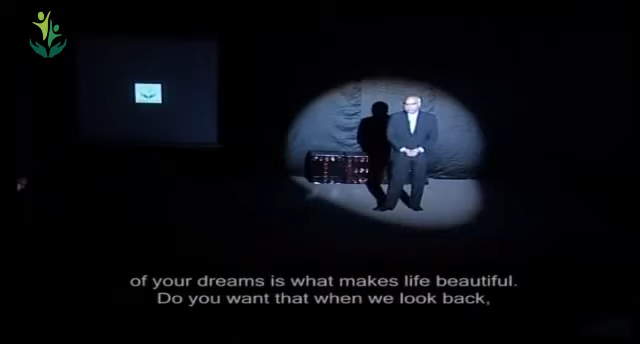 of your dreams is what makes life beautiful.
Do you want that when we look back,